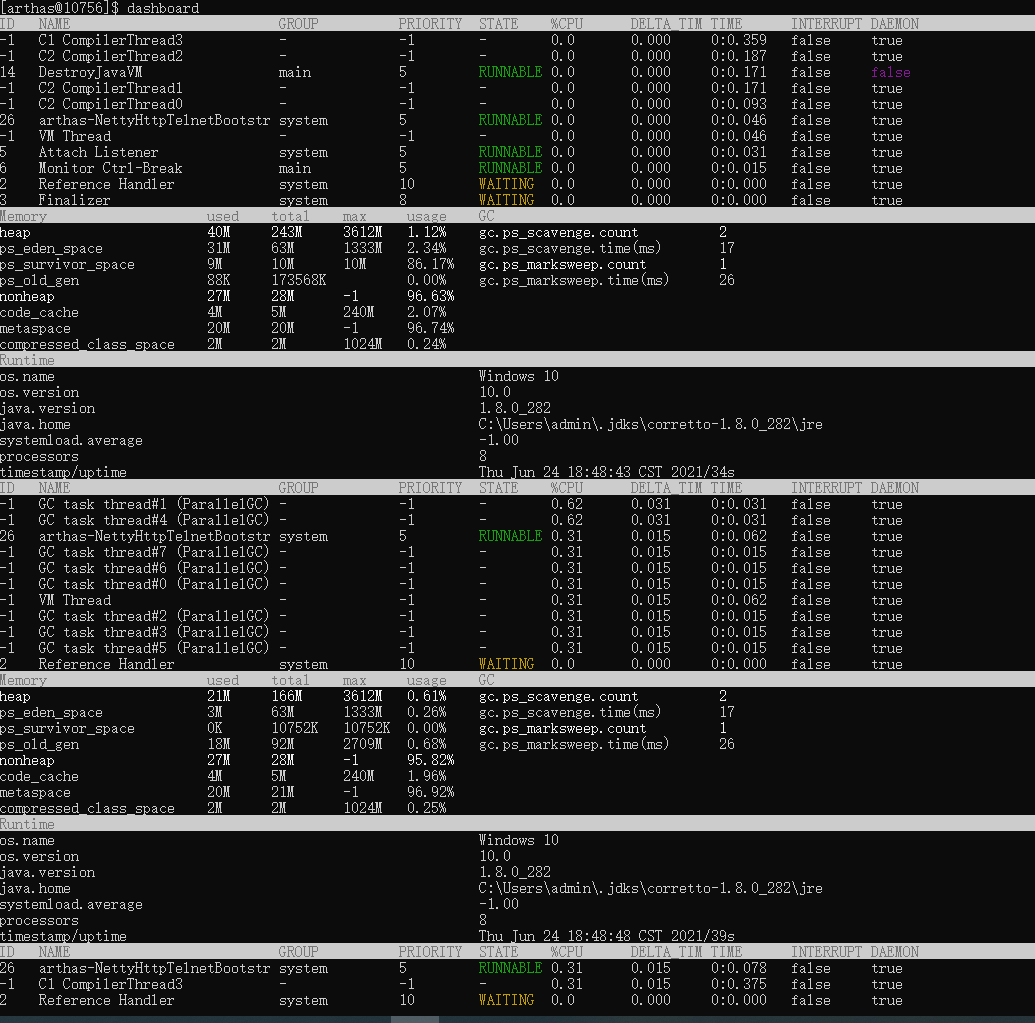 [arthas@10756]$ dashboard
ID NAME GROUP PRIORITY STATE %CPU DELTA_TIM TIME INTERRUPT DAEMON
-1 C1 CompilerThread3 - -1 - 0.0 0.000 0:0.359 false true
-1 C2 CompilerThread2 - -1 - 0.0 0.000 0:0.187 false true
14 DestroyJavaVM main 5 RUNNABLE 0.0 0.000 0:0.171 false false
-1 C2 CompilerThread1 - -1 - 0.0 0.000 0:0.171 false true
-1 C2 CompilerThread0 - -1 - 0.0 0.000 0:0.093 false true
26 arthas-NettyHttpTelnetBootstr system 5 RUNNABLE 0.0 0.000 0:0.046 false true
-1 VM Thread - -1 - 0.0 0.000 0:0.046 false true
5 Attach Listener system 5 RUNNABLE 0.0 0.000 0:0.031 false true
6 Monitor Ctrl-Break main 5 RUNNABLE 0.0 0.000 0:0.015 false true
2 Reference Handler system 10 WAITING 0.0 0.000 0:0.000 false true
3 Finalizer system 8 WAITING 0.0 0.000 0:0.000 false true
Memory used total max usage GC
heap 40M 243M 3612M 1.12% gc.ps_scavenge.count 2
ps_eden_space 31M 63M 1333M 2.34% gc.ps_scavenge.time(ms) 17
ps_survivor_space 9M 10M 10M 86.17% gc.ps_marksweep.count 1
ps_old_gen 88K 173568K 0.00% gc.ps_marksweep.time(ms) 26
nonheap 27M 28M -1 96.63%
code_cache 4M 5M 240M 2.07%
metaspace 20M 20M -1 96.74%
compressed_class_space 2M 2M 1024M 0.24%
Runtime
os.name Windows 10
os.version 10.0
java.version 1.8.0_282
java.home C:\Users\admin\.jdks\corretto-1.8.0_282\jre
systemload.average -1.00
processors 8
timestamp/uptime Thu Jun 24 18:48:43 CST 2021/34s
ID NAME GROUP PRIORITY STATE %CPU DELTA_TIM TIME INTERRUPT DAEMON
-1 GC task thread#1 (ParallelGC) - -1 - 0.62 0.031 0:0.031 false true
-1 GC task thread#4 (ParallelGC) - -1 - 0.62 0.031 0:0.031 false true
26 arthas-NettyHttpTelnetBootstr system 5 RUNNABLE 0.31 0.015 0:0.062 false true
-1 GC task thread#7 (ParallelGC) - -1 - 0.31 0.015 0:0.015 false true
-1 GC task thread#6 (ParallelGC) - -1 - 0.31 0.015 0:0.015 false true
-1 GC task thread#0 (ParallelGC) - -1 - 0.31 0.015 0:0.015 false true
-1 VM Thread - -1 - 0.31 0.015 0:0.062 false true
-1 GC task thread#2 (ParallelGC) - -1 - 0.31 0.015 0:0.015 false true
-1 GC task thread#3 (ParallelGC) - -1 - 0.31 0.015 0:0.015 false true
-1 GC task thread#5 (ParallelGC) - -1 - 0.31 0.015 0:0.015 false true
2 Reference Handler system 10 WAITING 0.0 0.000 0:0.000 false true
Memory used total max usage GC
heap 21M 166M 3612M 0.61% gc.ps_scavenge.count 2
ps_eden_space 3M 63M 1333M 0.26% gc.ps_scavenge.time(ms) 17
ps_survivor_space 0K 10752K 10752K 0.00% gc.ps_marksweep.count 1
ps_old_gen 18M 92M 2709M 0.68% gc.ps_marksweep.time(ms) 26
nonheap 27M 28M -1 95.82%
code_cache 4M 5M 240M 1.96%
metaspace 20M 21M -1 96.92%
compressed_class_space 2M 2M 1024M 0.25%
Runtime
os.name Windows 10
os.version 10.0
java.version 1.8.0_282
java.home C:\Users\admin\.jdks\corretto-1.8.0_282\jre
systemload.average -1.00
processors 8
timestamp/uptime Thu Jun 24 18:48:48 CST 2021/39s
ID NAME GROUP PRIORITY STATE %CPU DELTA_TIM TIME INTERRUPT DAEMON
26 arthas-NettyHttpTelnetBootstr system 5 RUNNABLE 0.31 0.015 0:0.078 false true
-1 C1 CompilerThread3 - -1 - 0.31 0.015 0:0.375 false true
2 Reference Handler system 10 WAITING 0.0 0.000 0:0.000 false true